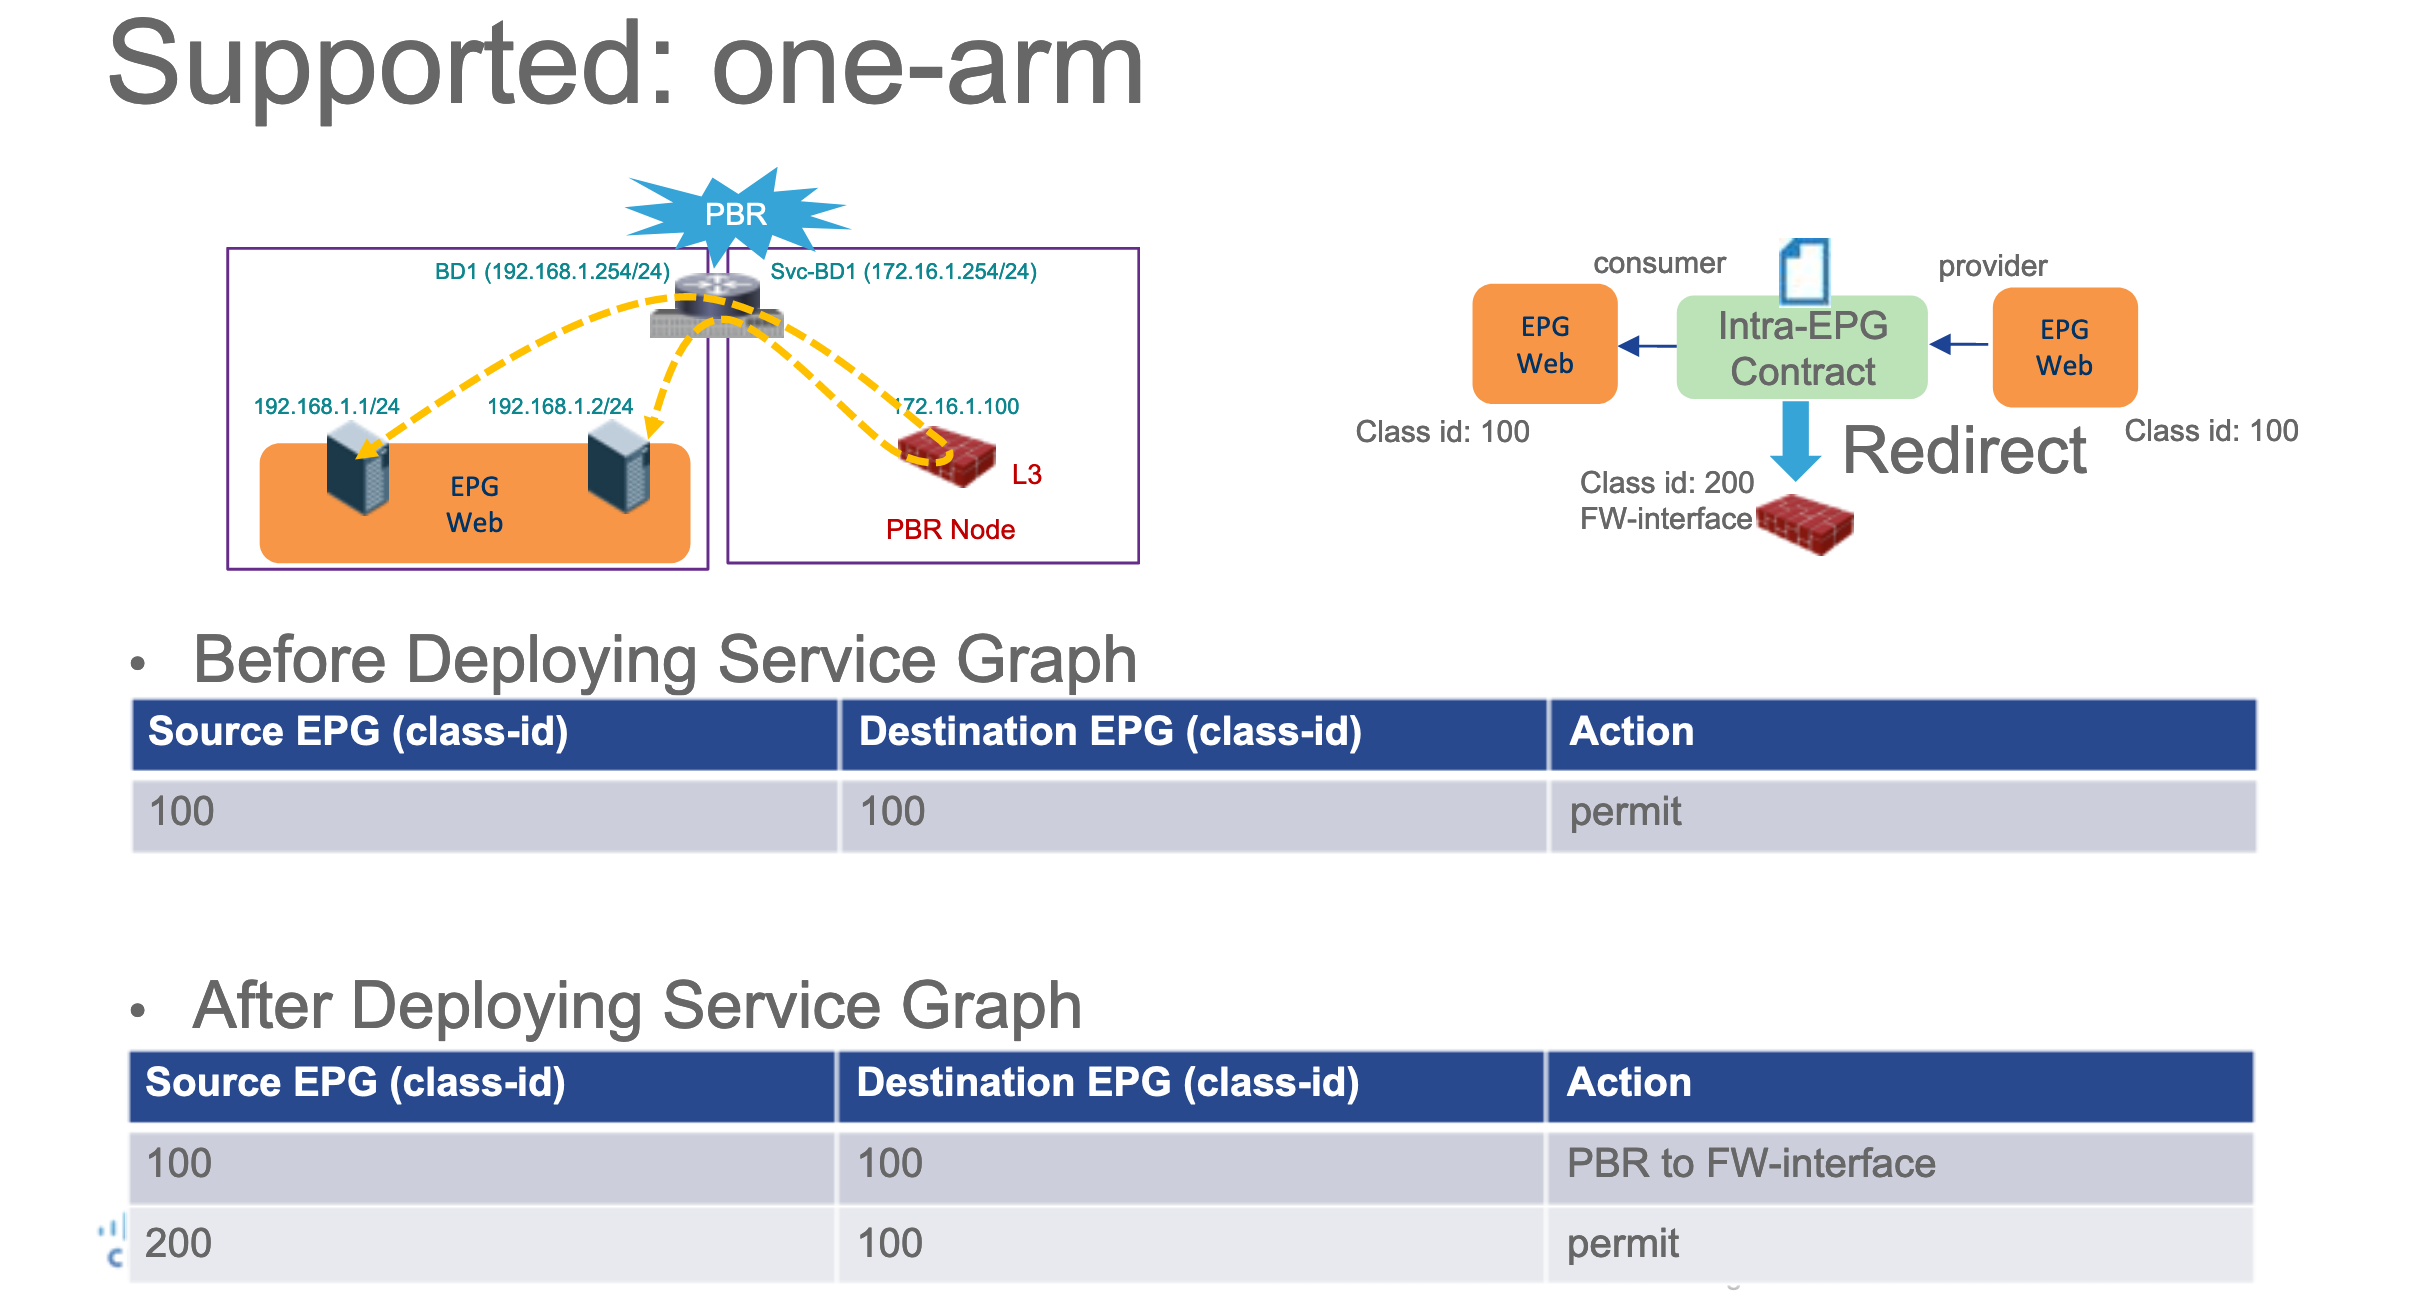 Supported: one-arm
PBR
BD1 (192.168.1.254/24)
Svc-BD1 (172.16.1.254/24)
192.168.1.1/24
192.168.1.2/24
172.16.1.100
EPG
Web
L3
PBR Node
consumer
provider
EPG
Web
Intra-EPG
Contract
EPG
Web
Class id: 100
Redirect
Class id: 100
Class id: 200
FW-interface
• Before Deploying Service Graph
Source EPG (class-id) Destination EPG (class-id) Action
100 100 permit
• After Deploying Service Graph
Source EPG (class-id) Destination EPG (class-id) Action
100 100 PBR to FW-interface
200 100 permit